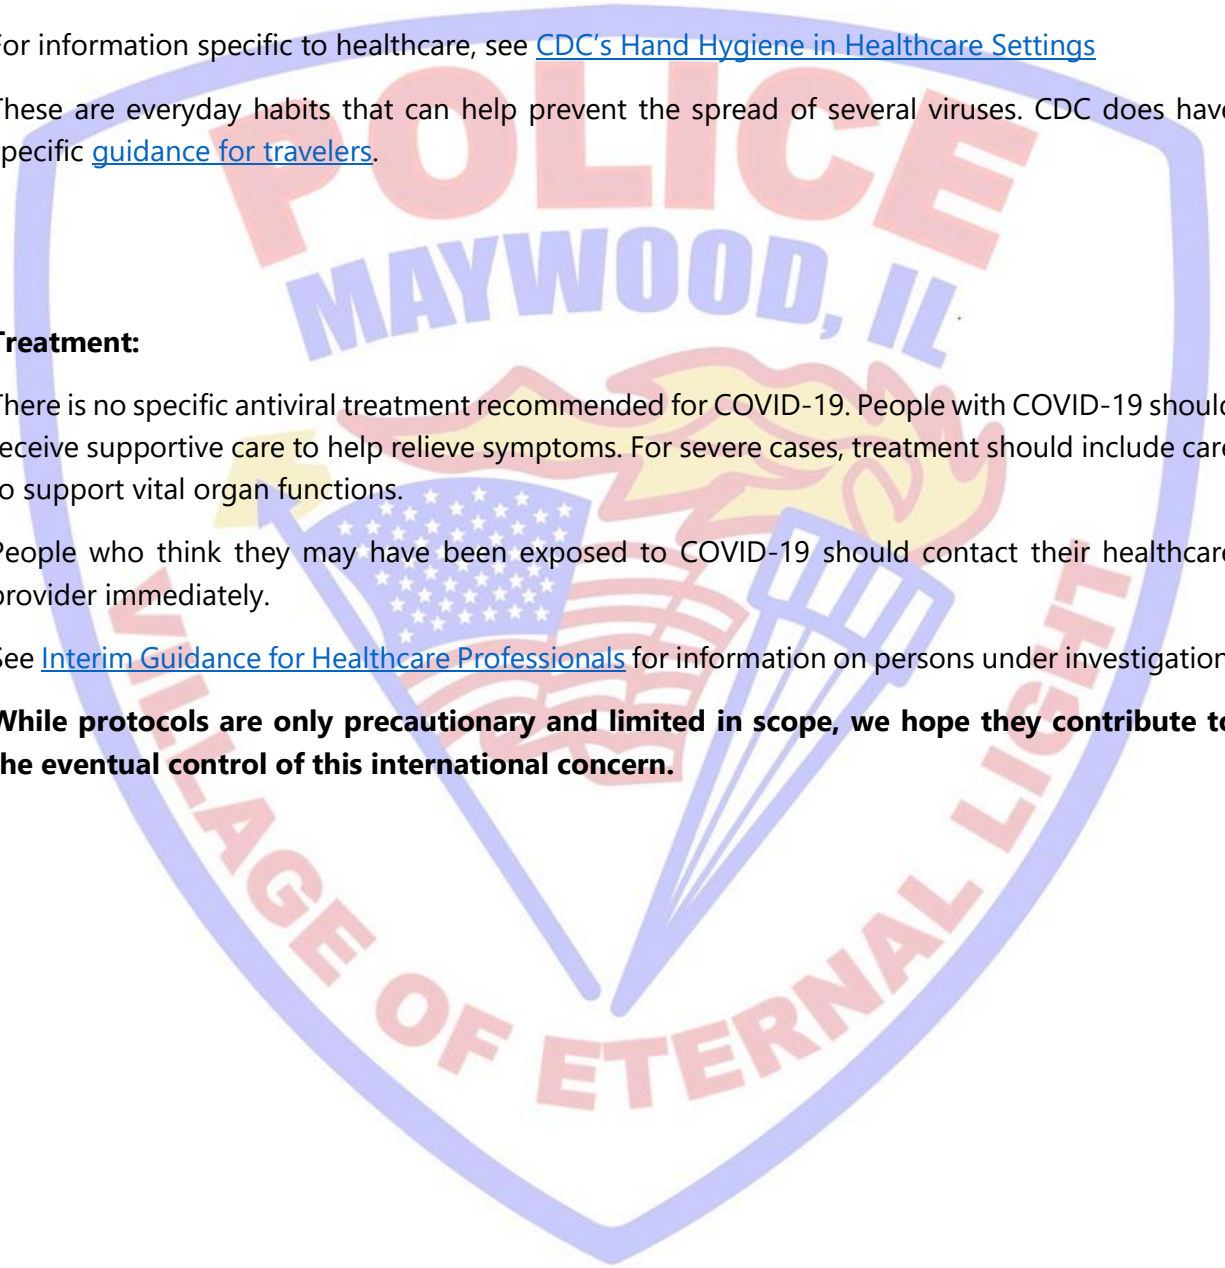 For information specific to healthcare, see CDC's Hand Hygiene in Healthcare Settings
These are everyday habits that can help prevent the spread of several viruses. CDC does have
specific guidance for travelers.
POLICE
MAYWOOD, IL
Treatment:
There is no specific antiviral treatment recommended for COVID-19. People with COVID-19 should
receive supportive care to help relieve symptoms. For severe cases, treatment should include care
to support vital organ functions.
People who think they may have been exposed to COVID-19 should contact their healthcare
provider immediately.
See Interim Guidance for Healthcare Professionals for information on persons under investigation
While protocols are only precautionary and limited in scope, we hope they contribute to
the eventual control of this international concern.
VILLAGE OF ETERNAL LIGHT